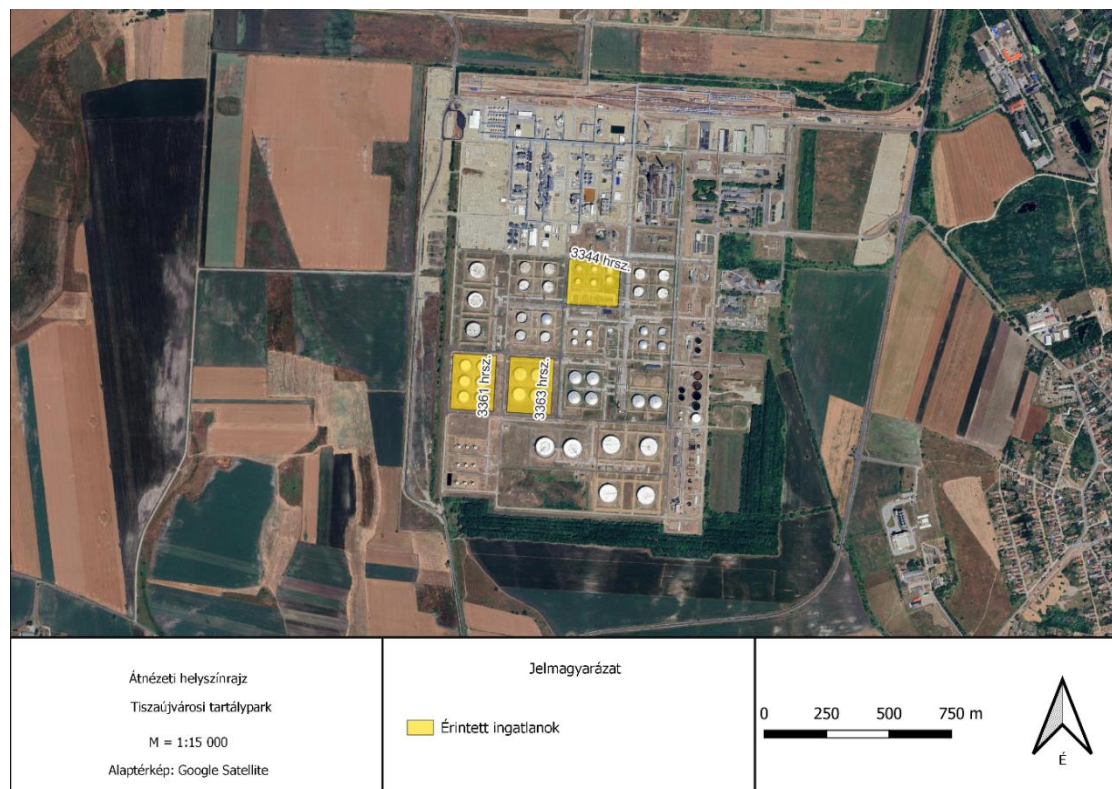 3344 hrsz.
3361 hrsz.
3363 hrsz.
Átnézeti helyszínrajz
Tiszaújvárosi tartálypark
M = 1:15 000
Alaptérkép: Google Satellite
Jelmagyarázat
Érintett ingatlanok
0 250 500 750 m
É